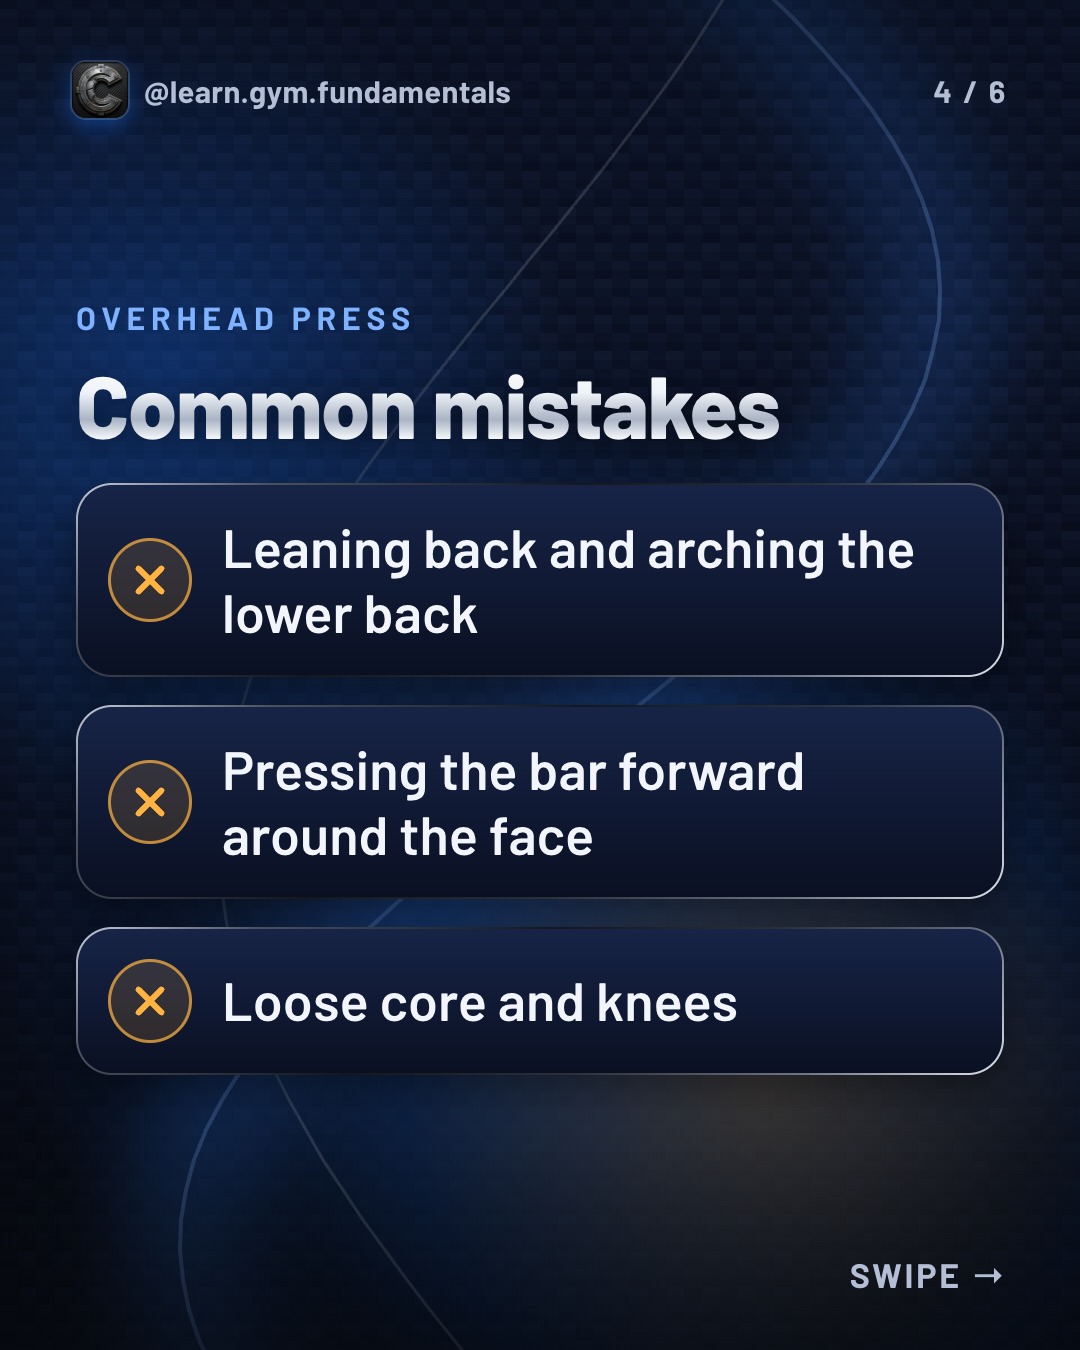 @learn.gym.fundamentals
4 / 6
OVERHEAD PRESS
Common mistakes
Leaning back and arching the
lower back
Pressing the bar forward
around the face
Loose core and knees
SWIPE →